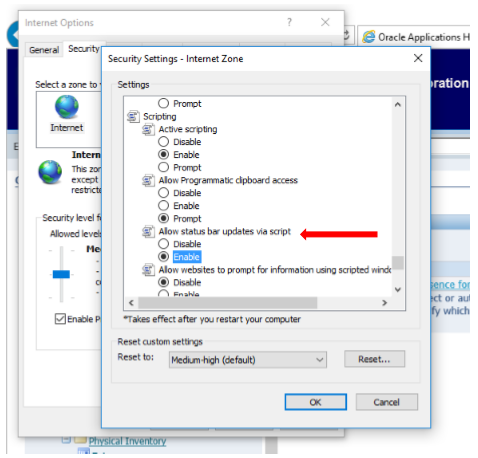 Internet Options
?
Oracle Applications H
General Security
Security Settings - Internet Zone
Select a zone to
Settings
Prompt
Scripting
Active scripting
Disable
Enable
Prompt
Allow Programmatic clipboard access
Disable
Enable
Prompt
Allow status bar updates via script
Disable
Enable
Allow websites to prompt for information using scripted windo
Disable
Enable
*Takes effect after you restart your computer
Reset custom settings
Reset to: Medium-high (default) Reset...
OK Cancel
Internet
Intern
This zon
except
restricte
Security level f
Allowed levels
Me
Enable P
ration
ence for
ect or au
fy which
Physical Inventory